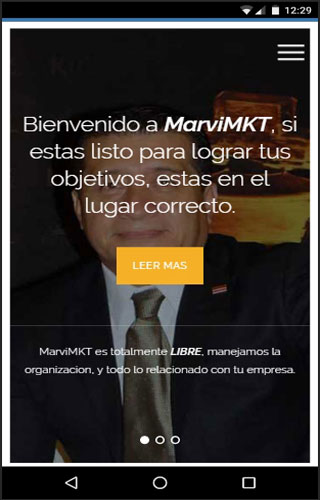 12:29
Bienvenido a MarviMKT, si
estas listo para lograr tus
objetivos, estas en el
lugar correcto.
LEER MAS
MarviMKT es totalmente LIBRE, manejamos la
organizacion, y todo lo relacionado con tu empresa.